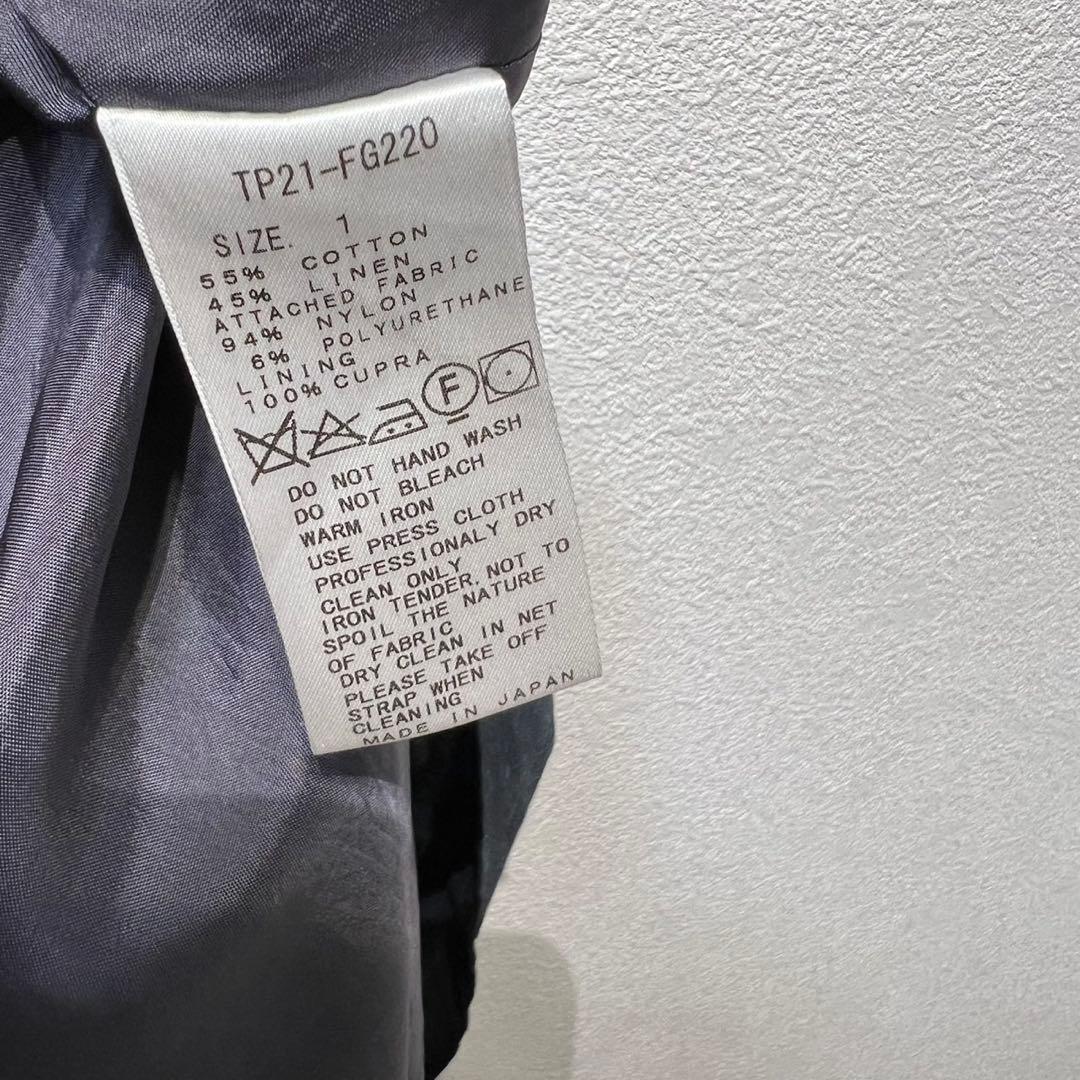 TP21-FG220
SIZE. 1
55% COTTON
45% LINEN
ATTACHED FABRIC
94% NYLON
6% POLYURETHANE
LINING
100% CUPRA
F
DO NOT HAND WASH
DO NOT BLEACH
WARM IRON
USE PRESS CLOTH
PROFESSIONALY DRY
CLEAN ONLY
IRON TENDER, NOT TO
SPOIL THE NATURE
OF FABRIC
DRY CLEAN IN NET
PLEASE TAKE OFF
STRAP WHEN
CLEANING
MADE IN JAPAN